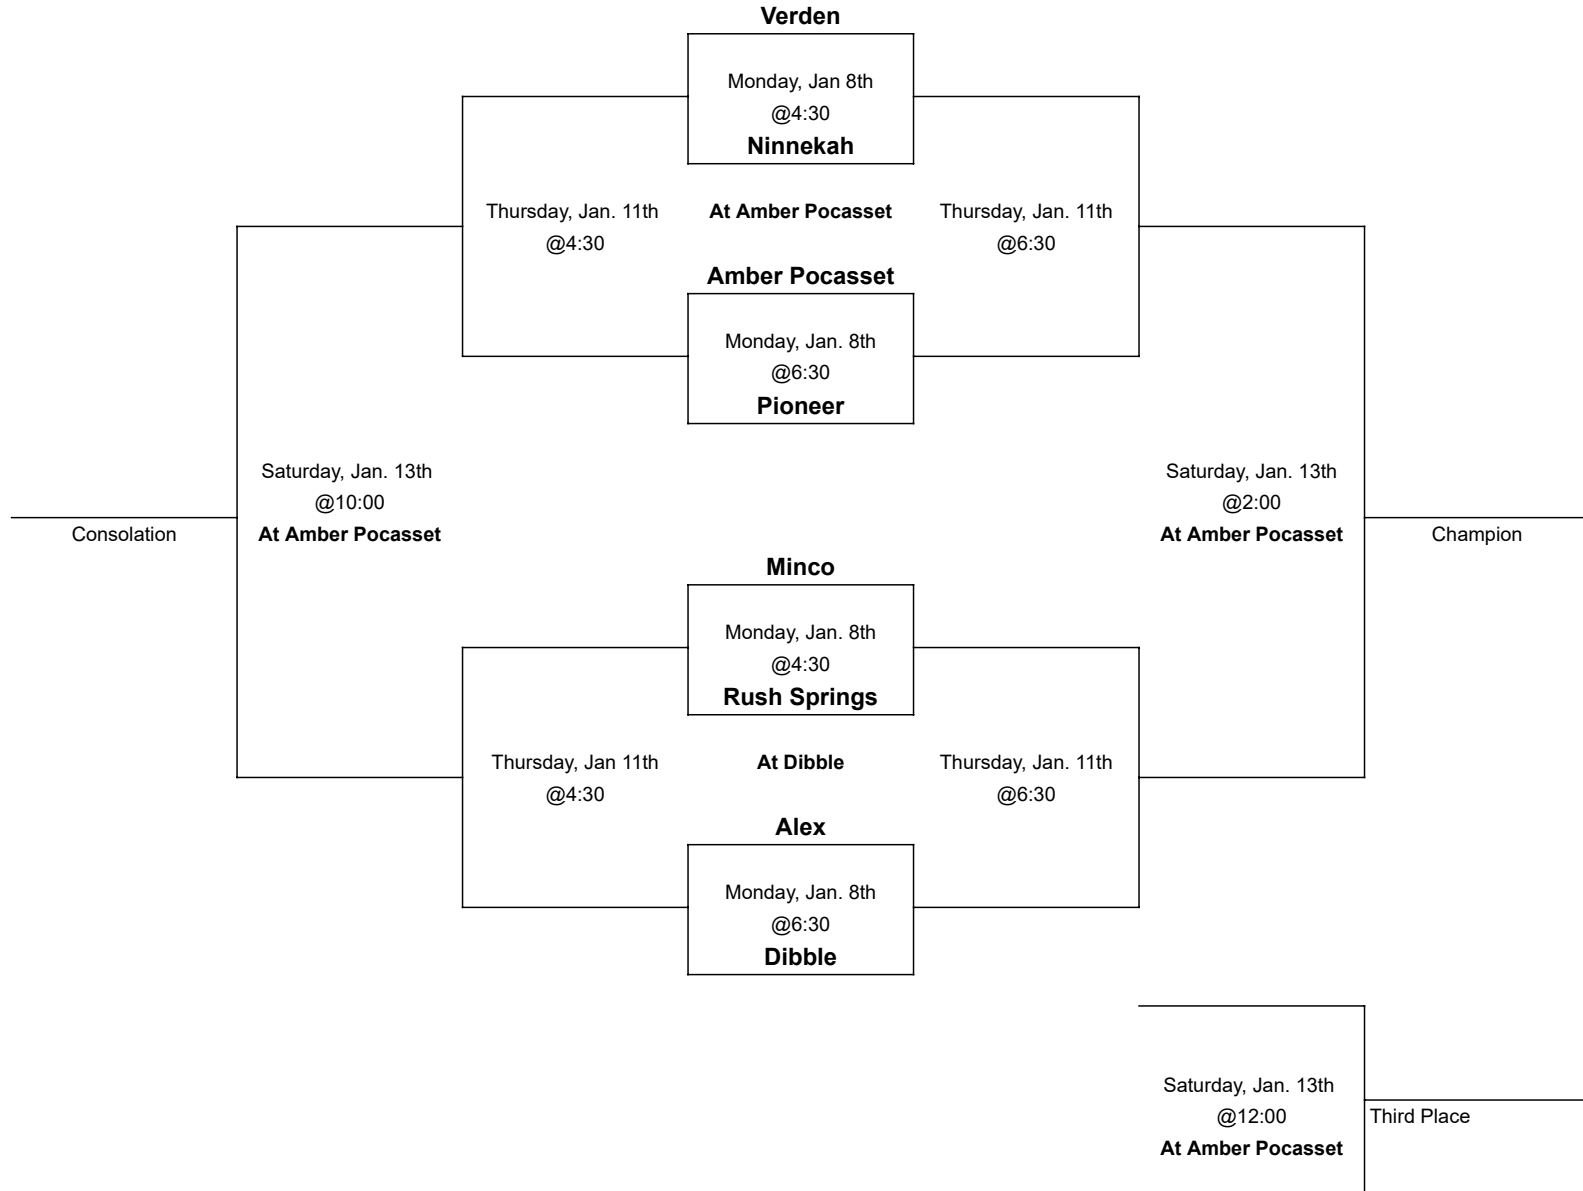 Verden
Monday, Jan 8th
@4:30
Ninnekah
Thursday, Jan. 11th
@4:30
At Amber Pocasset
Thursday, Jan. 11th
@6:30
Amber Pocasset
Monday, Jan. 8th
@6:30
Pioneer
Saturday, Jan. 13th
@10:00
At Amber Pocasset
Consolation
Saturday, Jan. 13th
@2:00
At Amber Pocasset
Champion
Minco
Monday, Jan. 8th
@4:30
Rush Springs
Thursday, Jan 11th
@4:30
At Dibble
Thursday, Jan. 11th
@6:30
Alex
Monday, Jan. 8th
@6:30
Dibble
Saturday, Jan. 13th
@12:00
At Amber Pocasset
Third Place